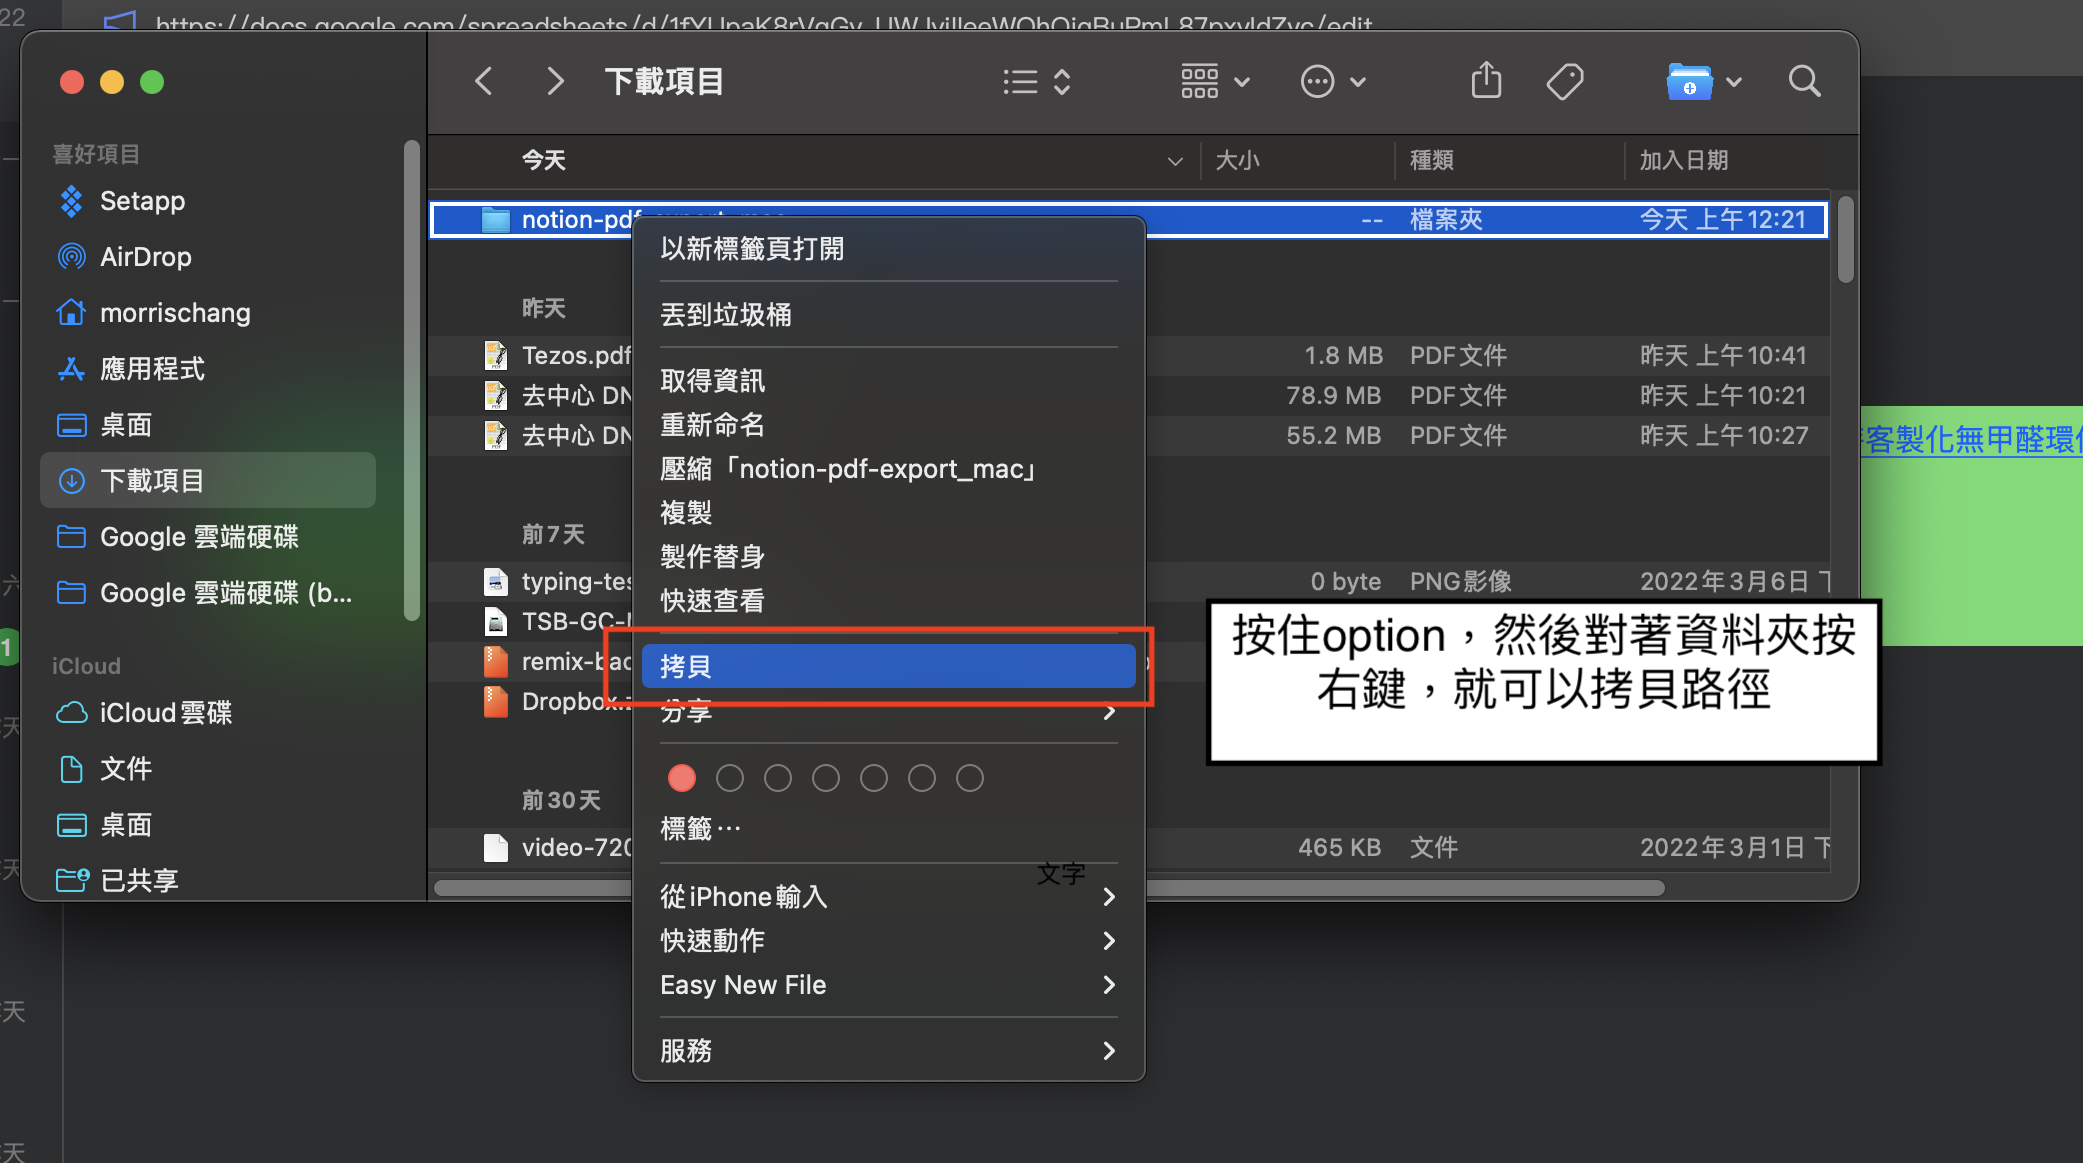 22
下載項目
喜好項目
Setapp
AirDrop
morrischang
應用程式
桌面
下載項目
Google 雲端硬碟
Google 雲端硬碟 (b...
iCloud
iCloud雲碟
文件
桌面
已共享
今天 大小 種類 加入日期
notion-pdf -- 檔案夾 今天 上午12:21
昨天
Tezos.pdf 1.8 MB PDF文件 昨天 上午10:41
去中心 DN 78.9 MB PDF文件 昨天 上午10:21
去中心 DN 55.2 MB PDF文件 昨天 上午10:27
前7天
typing-tes 0 byte PNG影像 2022年3月6日 下
TSB-GC-
remix-bac
Dropbox.z
前30天
video-720 465 KB 文件 2022年3月1日 下
以新標籤頁打開
丟到垃圾桶
取得資訊
重新命名
壓縮「notion-pdf-export_mac」
複製
製作替身
快速查看
拷貝
分享
標籤⋯
文字
從iPhone輸入
快速動作
Easy New File
服務
按住option，然後對著資料夾按
右鍵，就可以拷貝路徑
客製化無甲醛環
六
1
天
天
天
天